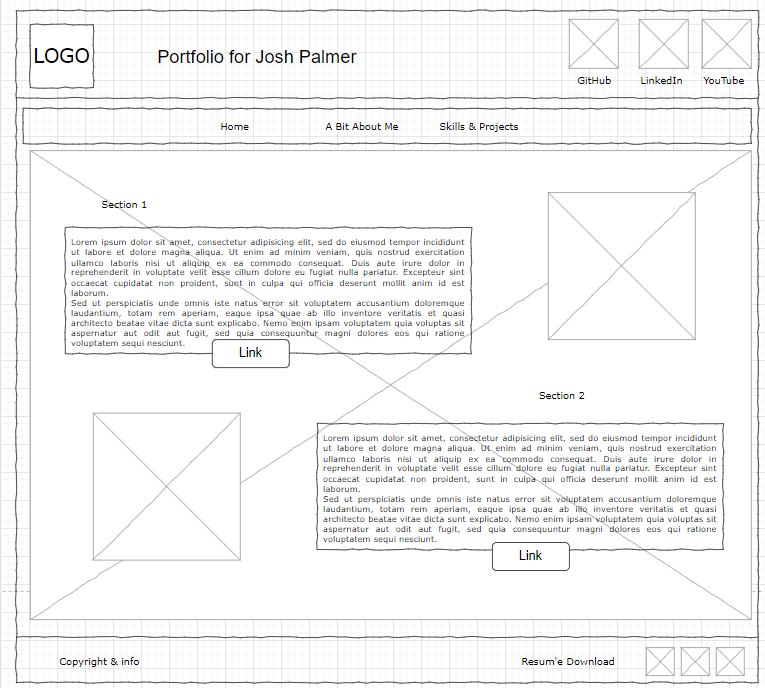 LOGO
Portfolio for Josh Palmer
GitHub
LinkedIn
YouTube
Home
A Bit About Me
Skills & Projects
Section 1
Lorem ipsum dolor sit amet, consectetur adipisicing elit, sed do eiusmod tempor incididunt
ut labore et dolore magna aliqua. Ut enim ad minim veniam, quis nostrud exercitation
ullamco laboris nisi ut aliquip ex ea commodo consequat. Duis aute irure dolor in
reprehenderit in voluptate velit esse cillum dolore eu fugiat nulla pariatur. Excepteur sint
occaecat cupidatat non proident, sunt in culpa qui officia deserunt mollit anim id est
laborum.
Sed ut perspiciatis unde omnis iste natus error sit voluptatem accusantium doloremque
laudantium, totam rem aperiam, eaque ipsa quae ab illo inventore veritatis et quasi
architecto beatae vitae dicta sunt explicabo. Nemo enim ipsam voluptatem quia voluptas sit
aspernatur aut odit aut fugit, sed quia consequuntur magni dolores eos qui ratione
voluptatem sequi nesciunt.
Link
Section 2
Lorem ipsum dolor sit amet, consectetur adipisicing elit, sed do eiusmod tempor incididunt
ut labore et dolore magna aliqua. Ut enim ad minim veniam, quis nostrud exercitation
ullamco laboris nisi ut aliquip ex ea commodo consequat. Duis aute irure dolor in
reprehenderit in voluptate velit esse cillum dolore eu fugiat nulla pariatur. Excepteur sint
occaecat cupidatat non proident, sunt in culpa qui officia deserunt mollit anim id est
laborum.
Sed ut perspiciatis unde omnis iste natus error sit voluptatem accusantium doloremque
laudantium, totam rem aperiam, eaque ipsa quae ab illo inventore veritatis et quasi
architecto beatae vitae dicta sunt explicabo. Nemo enim ipsam voluptatem quia voluptas sit
aspernatur aut odit aut fugit, sed quia consequuntur magni dolores eos qui ratione
voluptatem sequi nesciunt.
Link
Copyright & info
Resum'e Download